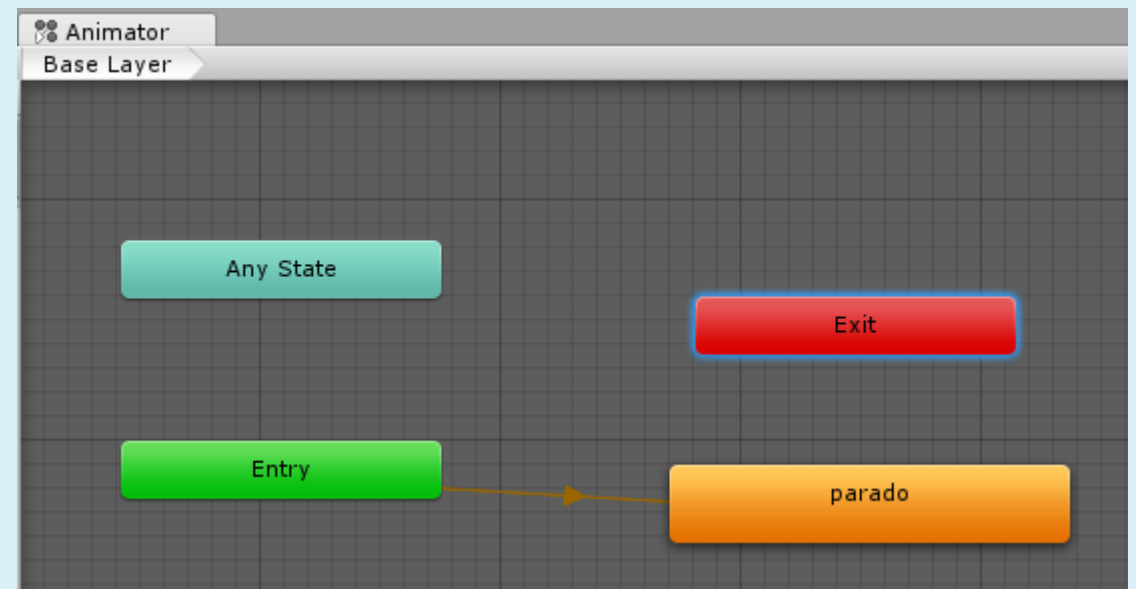 Animator
Base Layer
Any State
Exit
Entry
parado